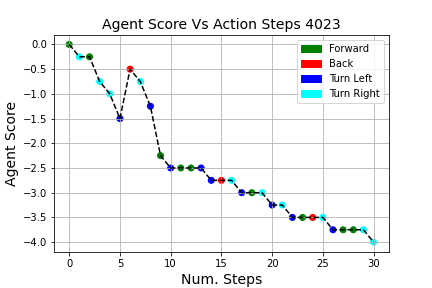 Agent Score Vs Action Steps 4023
Forward
Back
Turn Left
Turn Right
0.0
−0.5
−1.0
−1.5
−2.0
−2.5
−3.0
−3.5
−4.0
Agent Score
0 5 10 15 20 25 30
Num. Steps